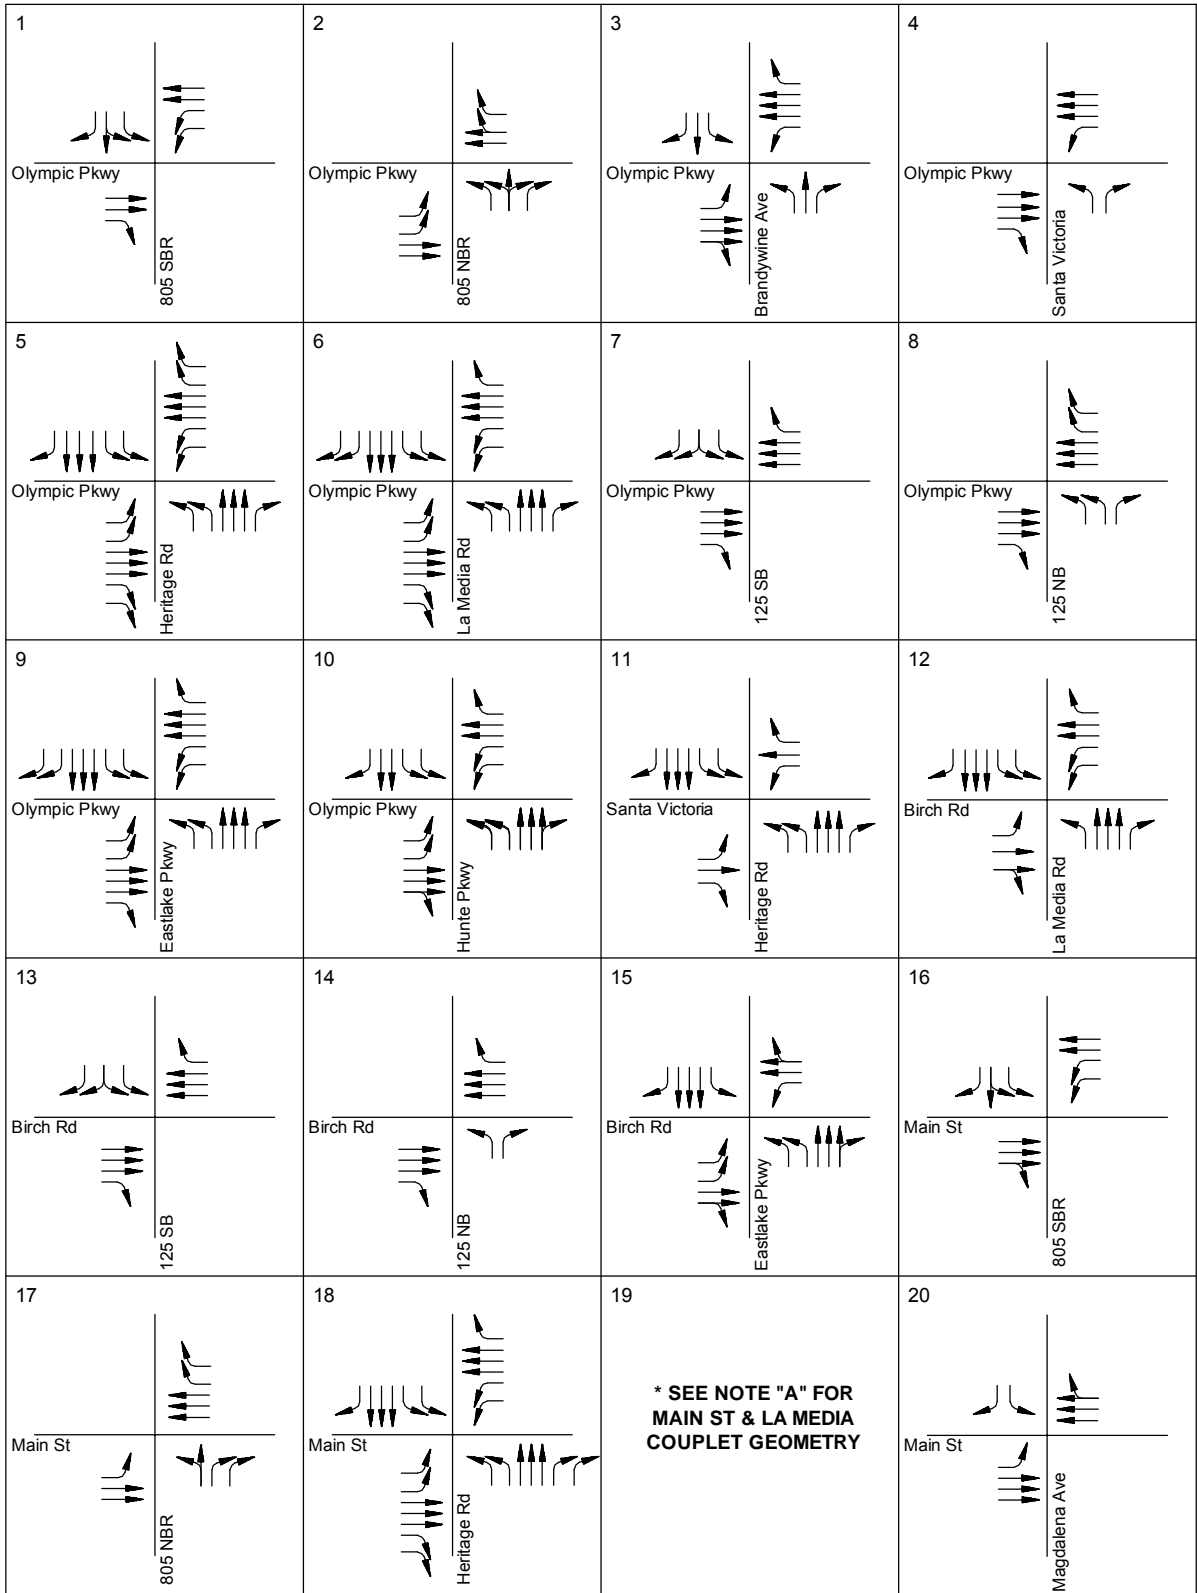 1
Olympic Pkwy
805 SBR
2
Olympic Pkwy
805 NBR
3
Olympic Pkwy
Brandywine Ave
4
Olympic Pkwy
Santa Victoria
5
Olympic Pkwy
Heritage Rd
6
Olympic Pkwy
La Media Rd
7
Olympic Pkwy
125 SB
8
Olympic Pkwy
125 NB
9
Olympic Pkwy
Eastlake Pkwy
10
Olympic Pkwy
Hunte Pkwy
11
Santa Victoria
Heritage Rd
12
Birch Rd
La Media Rd
13
Birch Rd
125 SB
14
Birch Rd
125 NB
15
Birch Rd
Eastlake Pkwy
16
Main St
805 SBR
17
Main St
805 NBR
18
Main St
Heritage Rd
19
* SEE NOTE "A" FOR
MAIN ST & LA MEDIA
COUPLET GEOMETRY
20
Main St
Magdalena Ave